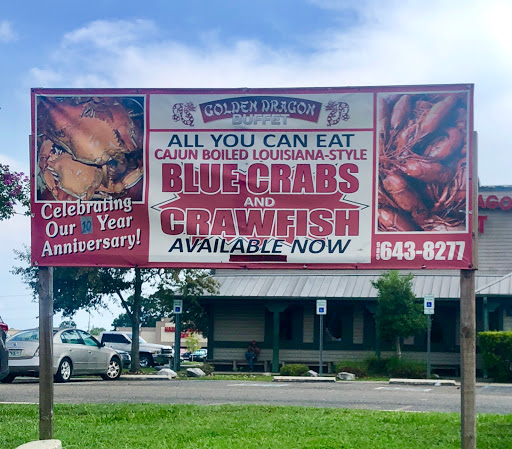 GOLDEN DRAGON
BUFFET
ALL YOU CAN EAT
CAJUN BOILED LOUISIANA-STYLE
BLUE CRABS
AND
CRAWFISH
AVAILABLE NOW
Celebrating
Our 10 Year
Anniversary!
643-8277